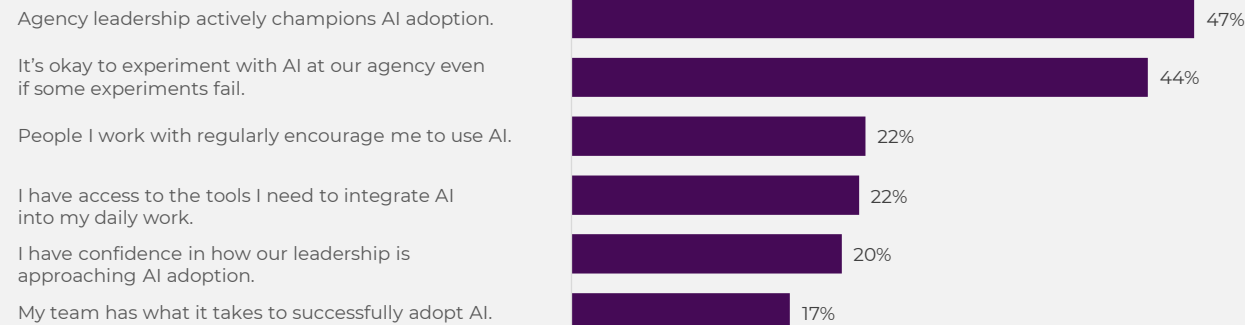 Agency leadership actively champions AI adoption.
47%
It’s okay to experiment with AI at our agency even
if some experiments fail.
44%
People I work with regularly encourage me to use AI.
22%
I have access to the tools I need to integrate AI
into my daily work.
22%
I have confidence in how our leadership is
approaching AI adoption.
20%
My team has what it takes to successfully adopt AI.
17%